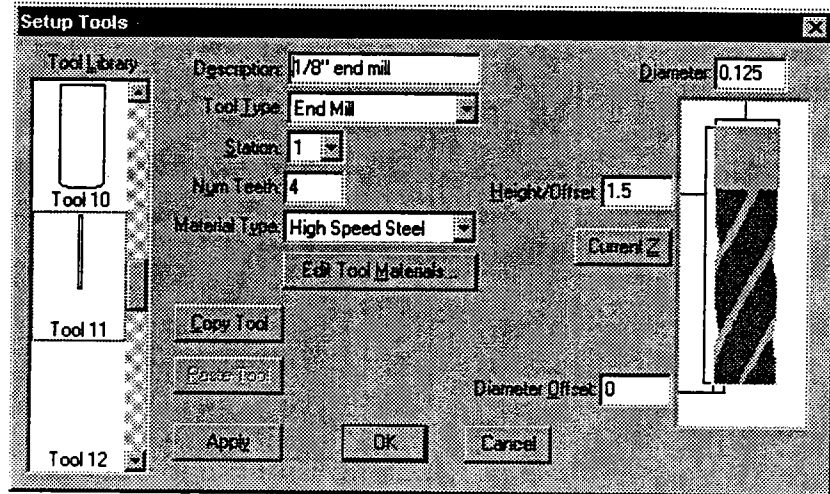 Setup Tools
Tool Library
Tool 10
Tool 11
Tool 12
Description: 1/8" end mill
Tool Type: End Mill
Station: 1
Num Teeth: 4
Material Type: High Speed Steel
Edit Tool Materials...
Copy Tool
Paste Tool
Apply
OK
Cancel
Diameter: 0.125
Height/Offset: 1.5
Current Z
Diameter Offset: 0